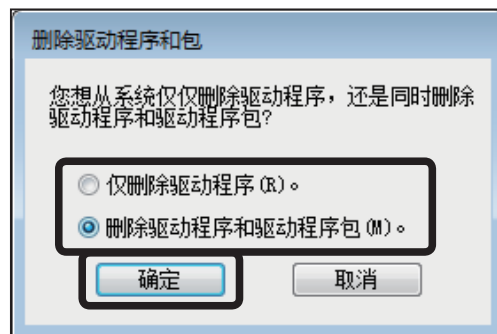 删除驱动程序和包
您想从系统仅仅删除驱动程序，还是同时删除
驱动程序和驱动程序包?
仅删除驱动程序(R)。
删除驱动程序和驱动程序包(M)。
确定
取消